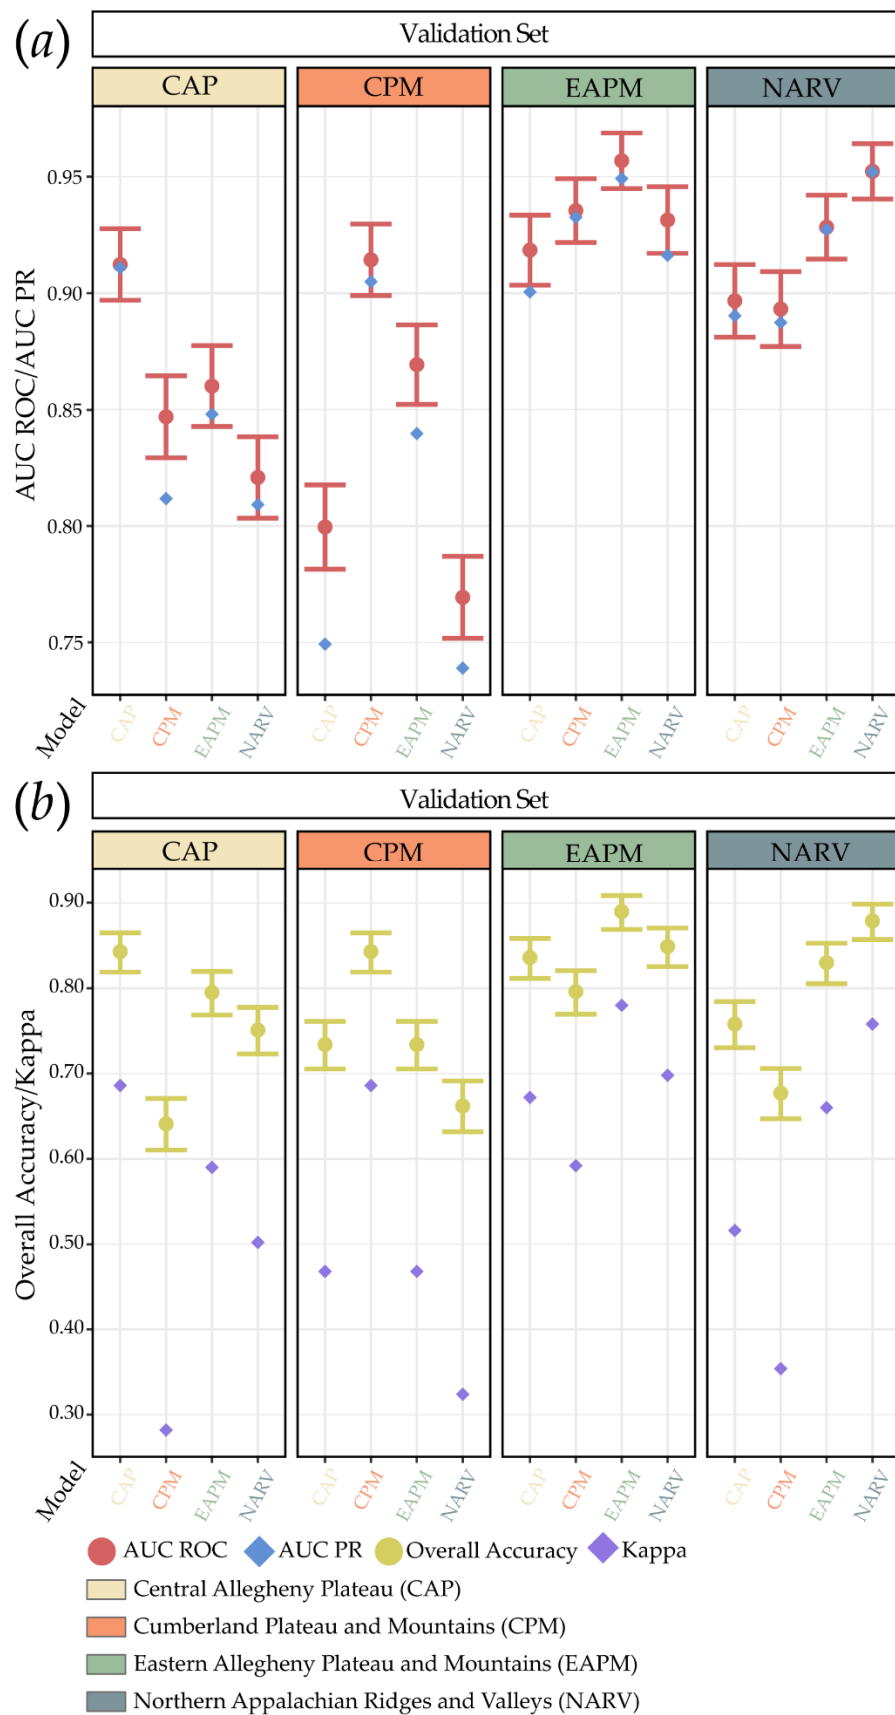 (a)
Validation Set
CAP CPM EAPM NARV
AUC ROC/AUC PR
0.95
0.90
0.85
0.80
0.75
Model
CAP CPM EAPM NARV CAP CPM EAPM NARV CAP CPM EAPM NARV CAP CPM EAPM NARV
(b)
Validation Set
CAP CPM EAPM NARV
Overall Accuracy/Kappa
0.90
0.80
0.70
0.60
0.50
0.40
0.30
Model
CAP CPM EAPM NARV CAP CPM EAPM NARV CAP CPM EAPM NARV CAP CPM EAPM NARV
AUC ROC AUC PR Overall Accuracy Kappa
Central Allegheny Plateau (CAP)
Cumberland Plateau and Mountains (CPM)
Eastern Allegheny Plateau and Mountains (EAPM)
Northern Appalachian Ridges and Valleys (NARV)